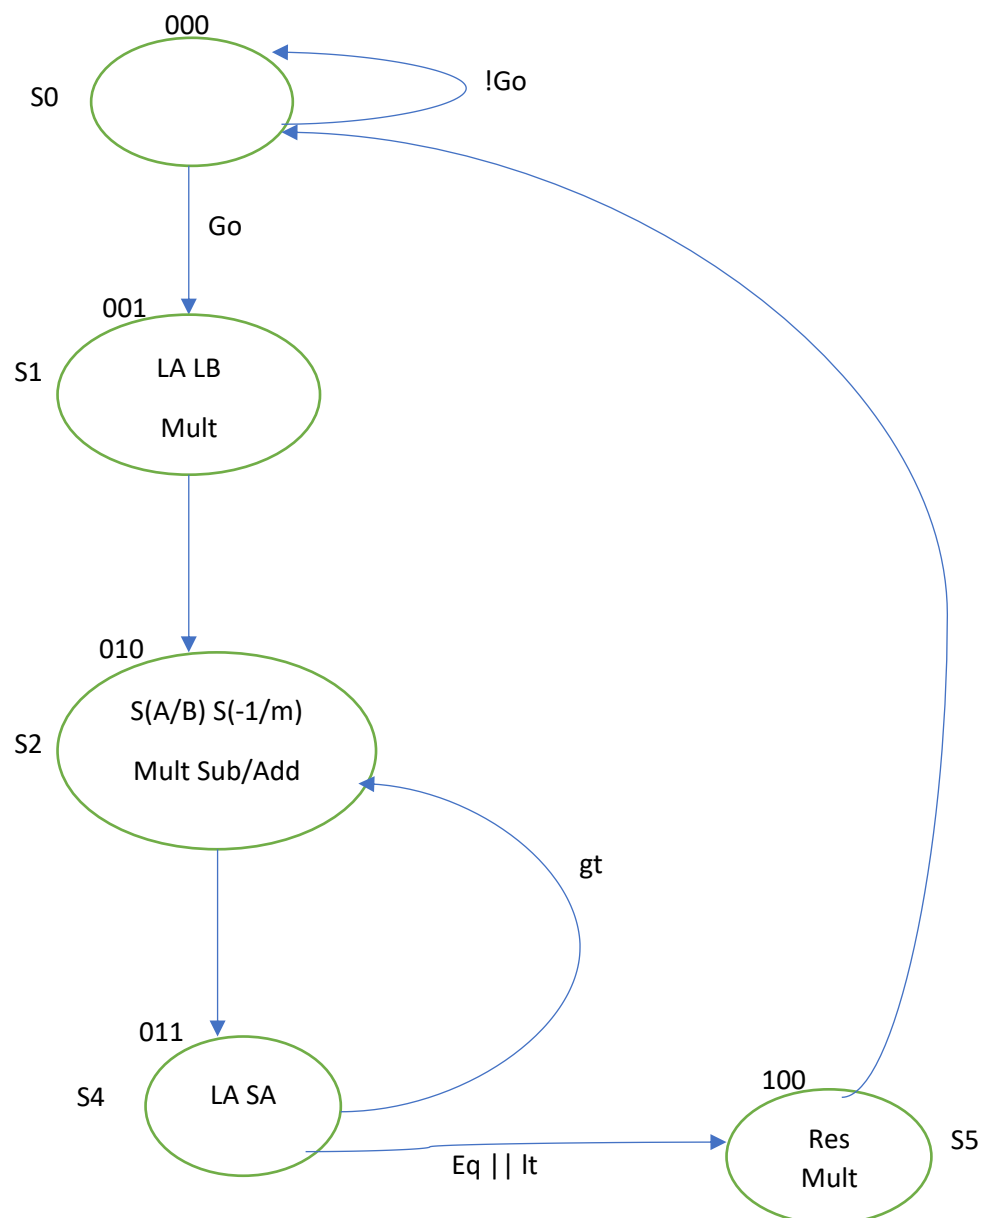 000
S0
!Go
Go
001
S1
LA LB
Mult
010
S2
S(A/B) S(-1/m)
Mult Sub/Add
gt
011
S4
LA SA
Eq || lt
100
Res
Mult
S5